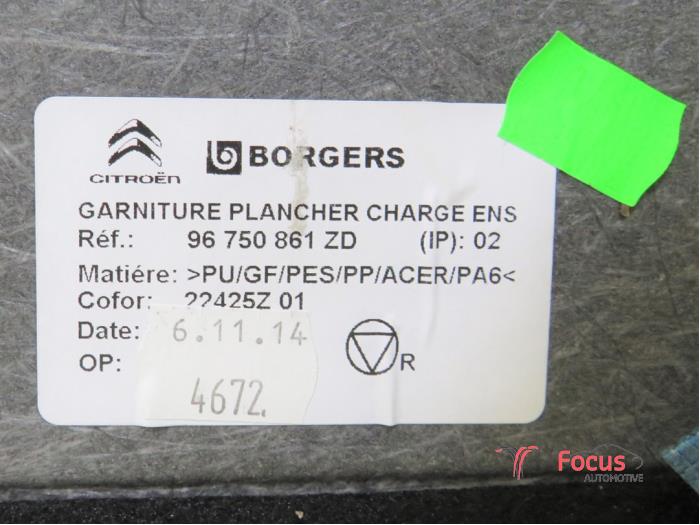 CITROËN
BORGERS
GARNITURE PLANCHER CHARGE ENS
Réf.: 96 750 861 ZD (IP): 02
Matiére: >PU/GF/PES/PP/ACER/PA6<
Cofor: 22425Z 01
Date: 6.11.14
OP: 4672.
R
Focus
AUTOMOTIVE